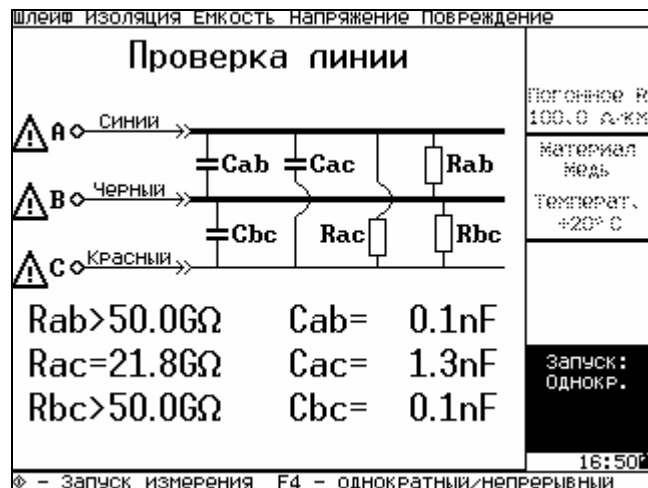 Шлейф Изоляция Емкость Напряжение Повреждение
Проверка линии
Погонное R
100.0 Ω/км
Материал
Медь
Температ.
+20° C
A Синий
Cab Cac Rab
B Черный
Cbc Rac Rbc
C Красный
Rab>50.0GΩ Cab= 0.1nF
Rac=21.8GΩ Cac= 1.3nF
Rbc>50.0GΩ Cbc= 0.1nF
Запуск:
Однокр.
16:50
– Запуск измерения F4 – однократный/непрерывный